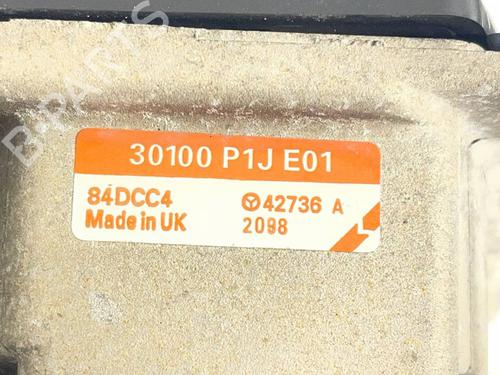 B-PARTS
30100 P1J E01
84DCC4 42736 A
Made in UK 2098